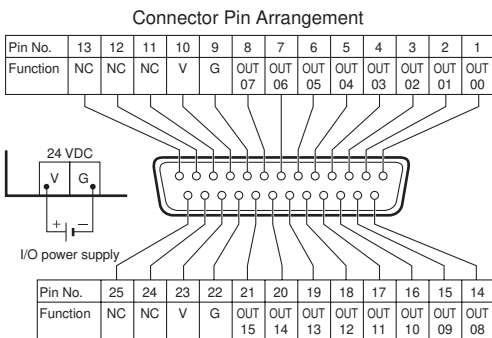 Connector Pin Arrangement
Pin No. 13 12 11 10 9 8 7 6 5 4 3 2 1
Function NC NC NC V G OUT 07 OUT 06 OUT 05 OUT 04 OUT 03 OUT 02 OUT 01 OUT 00
24 VDC
V G
+ −
I/O power supply
Pin No. 25 24 23 22 21 20 19 18 17 16 15 14
Function NC NC V G OUT 15 OUT 14 OUT 13 OUT 12 OUT 11 OUT 10 OUT 09 OUT 08